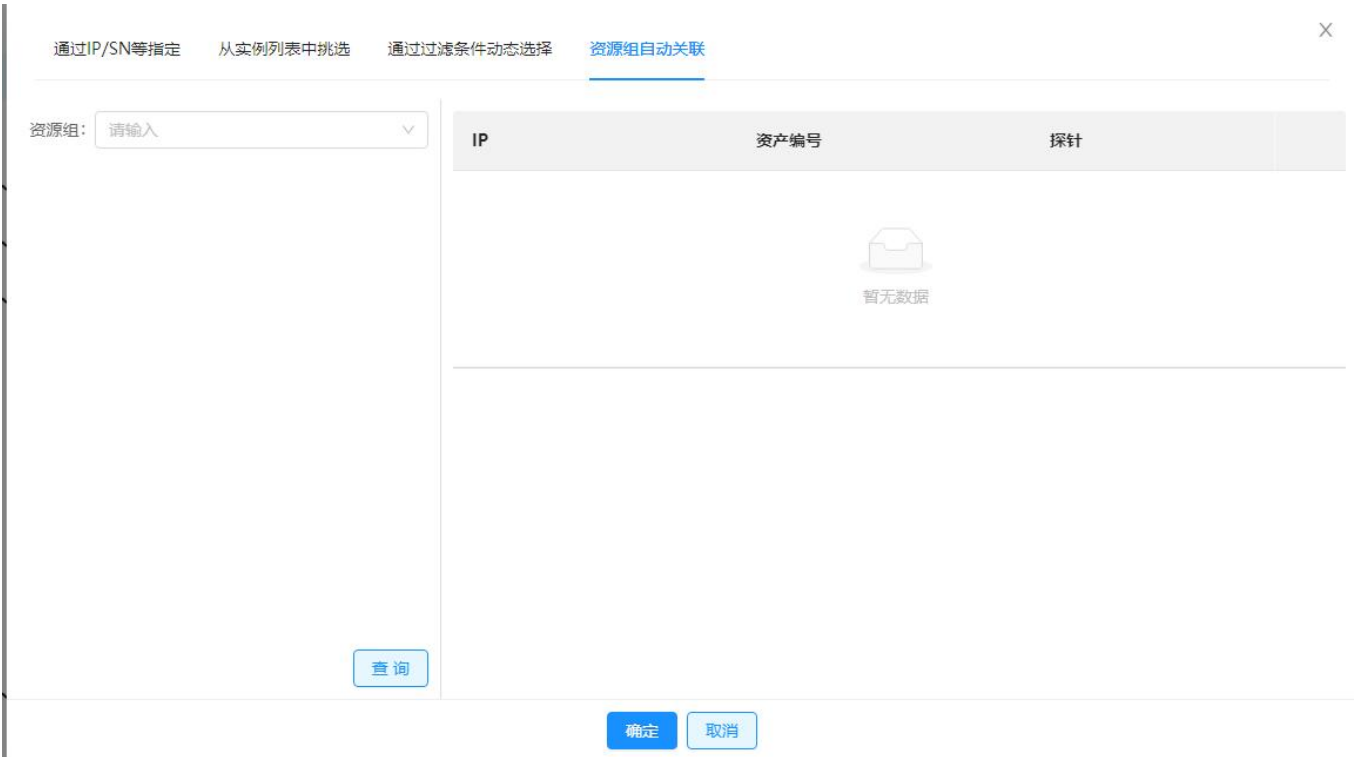 通过IP/SN等指定 从实例列表中挑选 通过过滤条件动态选择 资源组自动关联
资源组： 请输入
IP 资产编号 探针
暂无数据
查 询
确定 取消